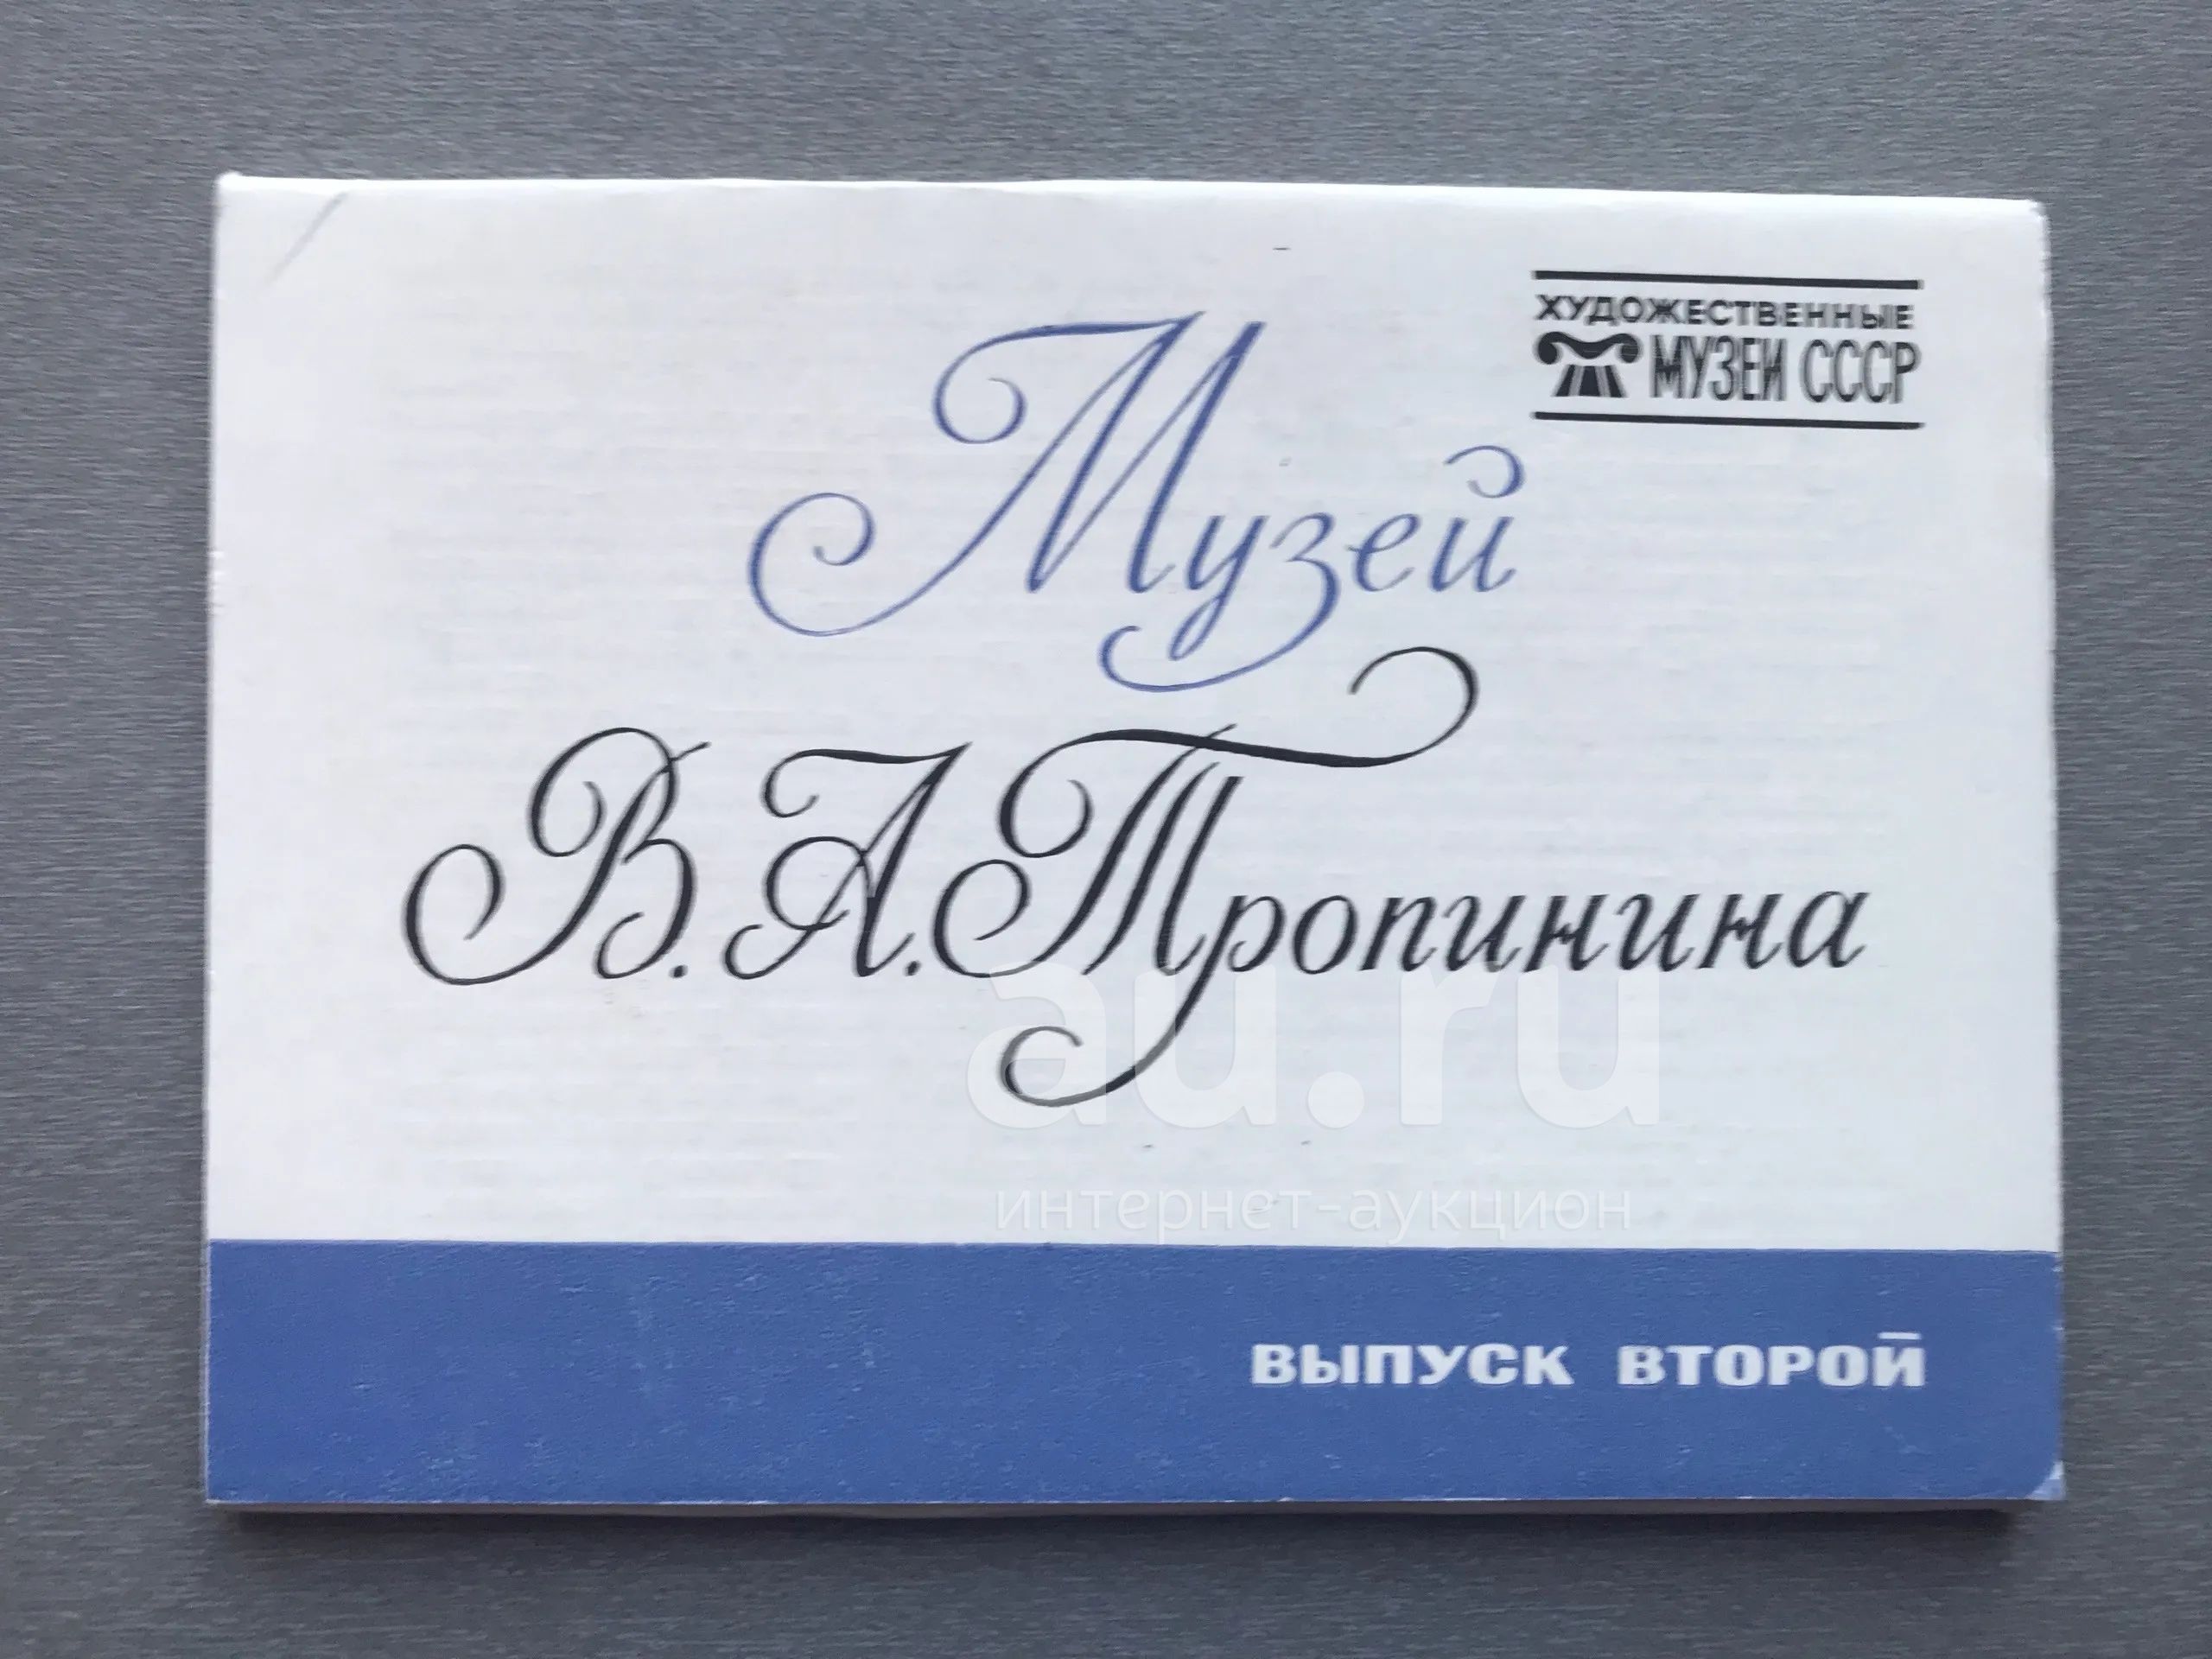 ХУДОЖЕСТВЕННЫЕ
МУЗЕИ СССР
Музей
В. А. Тропинина
au.ru
интернет-аукцион
ВЫПУСК ВТОРОЙ